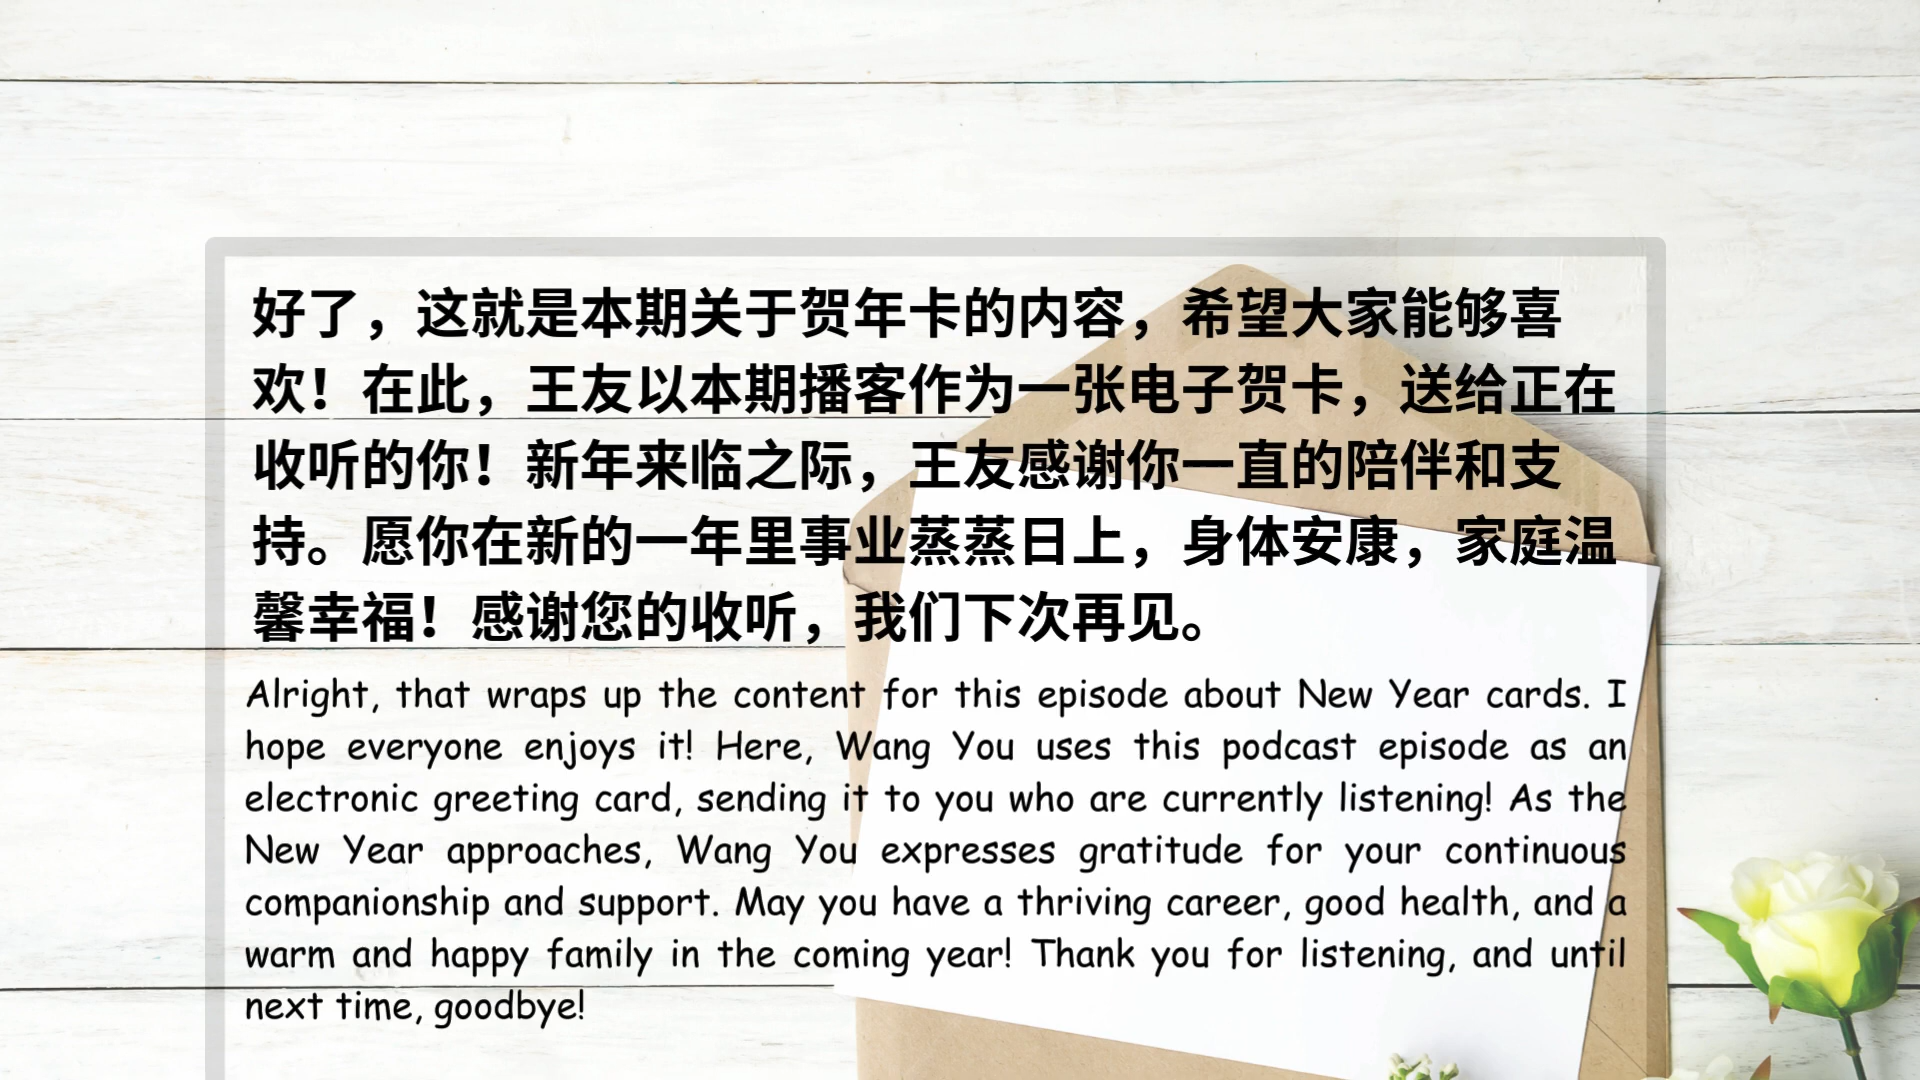 好了，这就是本期关于贺年卡的内容，希望大家能够喜
欢！在此，王友以本期播客作为一张电子贺卡，送给正在
收听的你！新年来临之际，王友感谢你一直的陪伴和支
持。愿你在新的一年里事业蒸蒸日上，身体安康，家庭温
馨幸福！感谢您的收听，我们下次再见。
Alright, that wraps up the content for this episode about New Year cards. I
hope everyone enjoys it! Here, Wang You uses this podcast episode as an
electronic greeting card, sending it to you who are currently listening! As the
New Year approaches, Wang You expresses gratitude for your continuous
companionship and support. May you have a thriving career, good health, and a
warm and happy family in the coming year! Thank you for listening, and until
next time, goodbye!